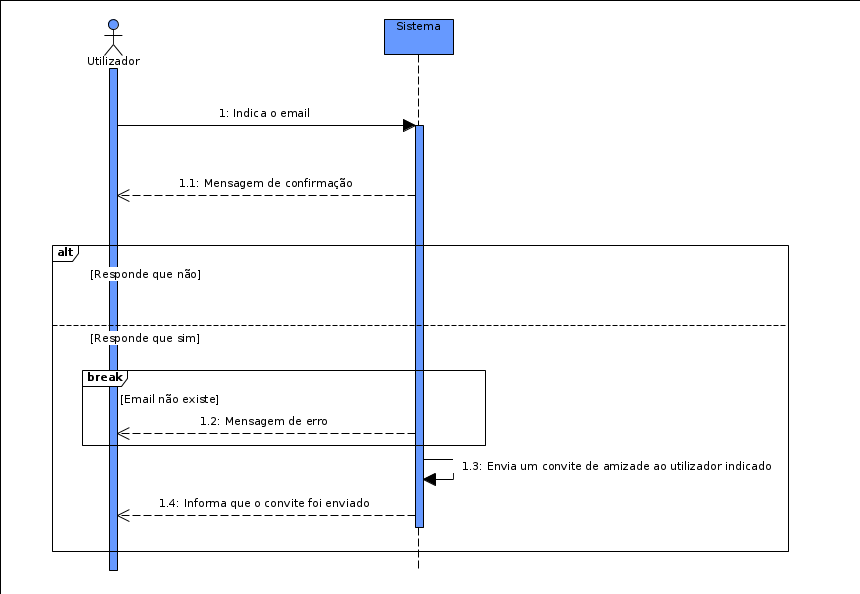 Utilizador
Sistema
1: Indica o email
1.1: Mensagem de confirmação
alt
[Responde que não]
[Responde que sim]
break
[Email não existe]
1.2: Mensagem de erro
1.3: Envia um convite de amizade ao utilizador indicado
1.4: Informa que o convite foi enviado